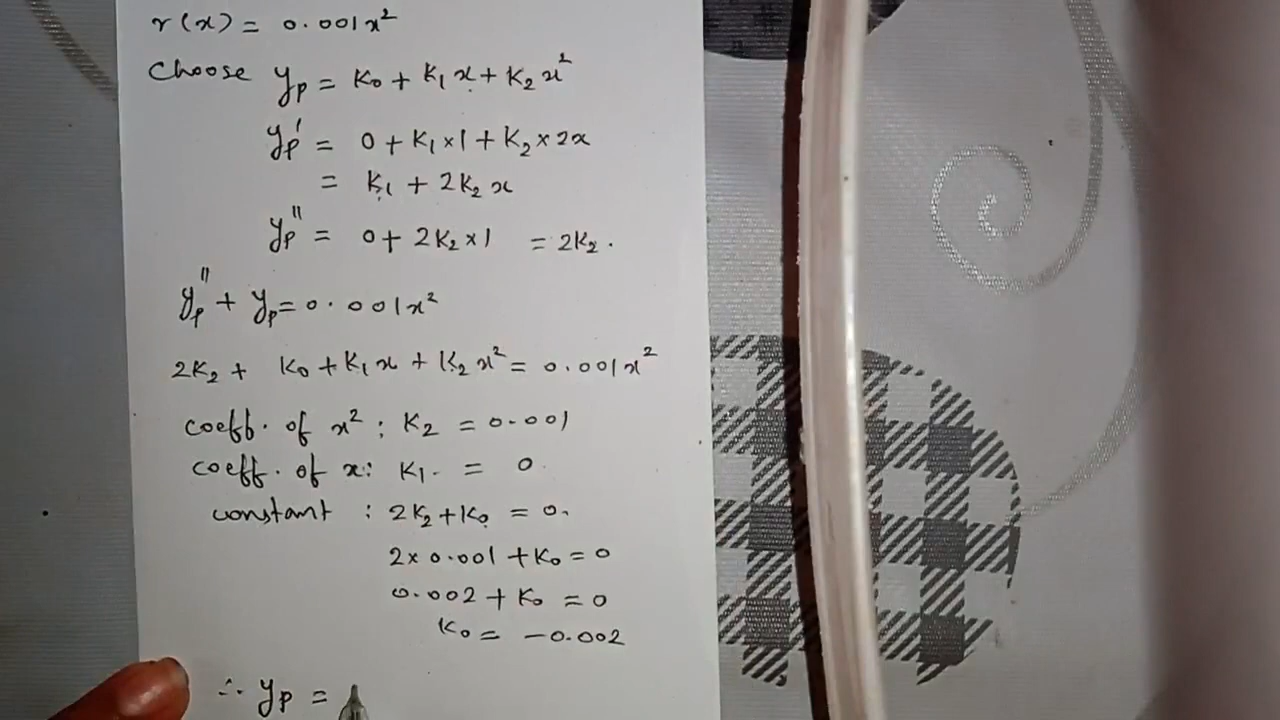 r(x) = 0.001x²
Choose yp = K₀ + K₁x + K₂x²
yp' = 0 + K₁×1 + K₂×2x
= K₁ + 2K₂x
yp'' = 0 + 2K₂×1 = 2K₂.
yp'' + yp = 0.001x²
2K₂ + K₀ + K₁x + K₂x² = 0.001x²
coeff. of x² : K₂ = 0.001
coeff. of x : K₁ = 0
constant : 2K₂ + K₀ = 0.
2×0.001 + K₀ = 0
0.002 + K₀ = 0
K₀ = -0.002
∴ yp =